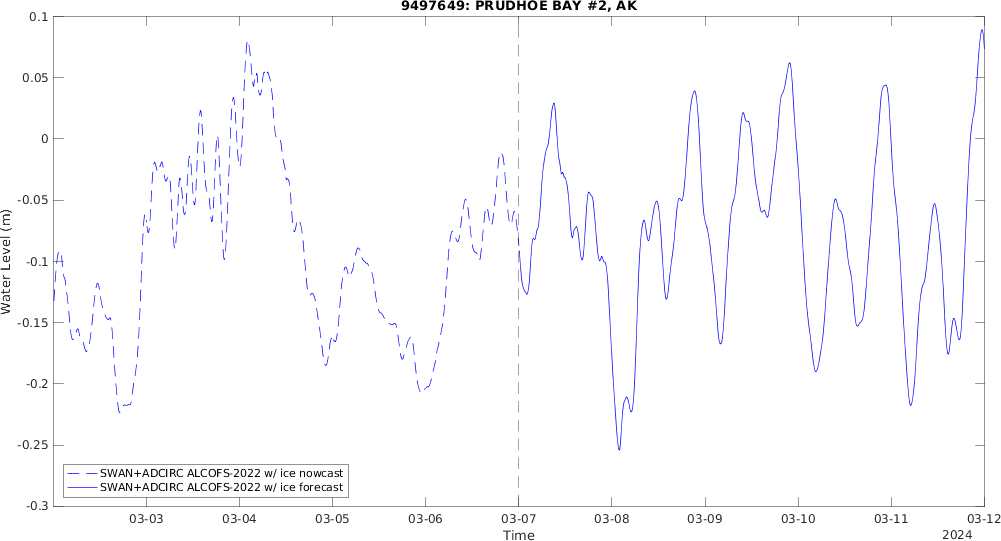 9497649: PRUDHOE BAY #2, AK
0.1
0.05
0
-0.05
-0.1
-0.15
-0.2
-0.25
-0.3
Water Level (m)
SWAN+ADCIRC ALCOFS-2022 w/ ice nowcast
SWAN+ADCIRC ALCOFS-2022 w/ ice forecast
03-03 03-04 03-05 03-06 03-07 03-08 03-09 03-10 03-11 03-12
Time
2024